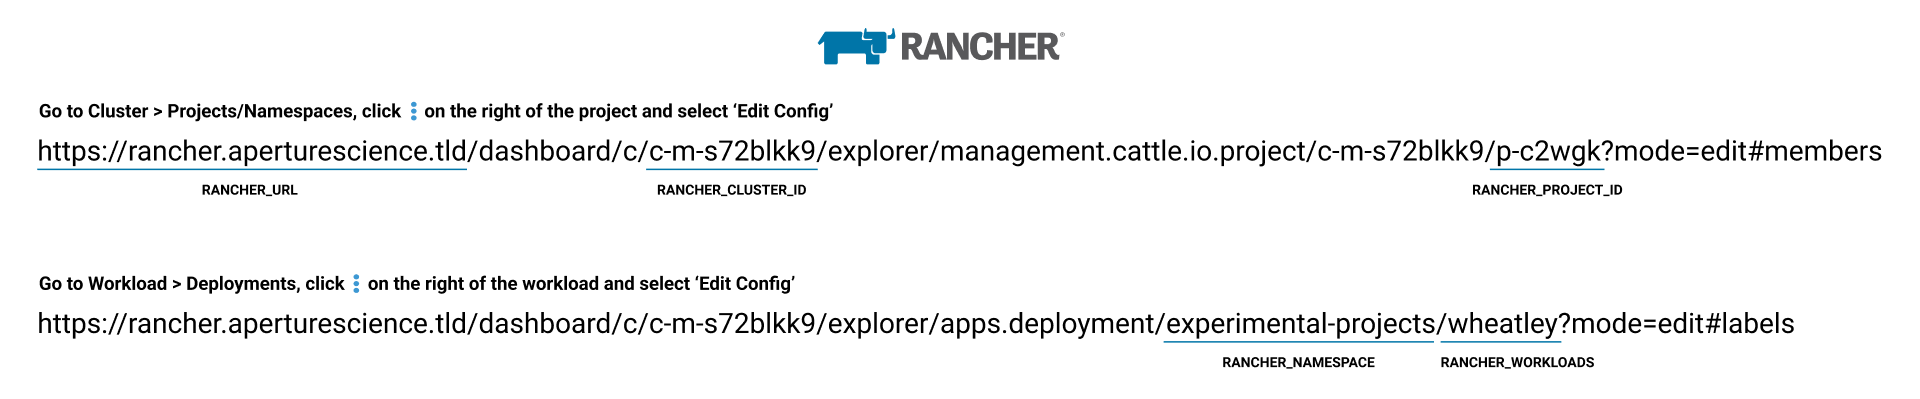 RANCHER®
Go to Cluster > Projects/Namespaces, click ⋮ on the right of the project and select ‘Edit Config’
https://rancher.aperturescience.tld/dashboard/c/c-m-s72blkk9/explorer/management.cattle.io.project/c-m-s72blkk9/p-c2wgk?mode=edit#members
RANCHER_URL RANCHER_CLUSTER_ID RANCHER_PROJECT_ID
Go to Workload > Deployments, click ⋮ on the right of the workload and select ‘Edit Config’
https://rancher.aperturescience.tld/dashboard/c/c-m-s72blkk9/explorer/apps.deployment/experimental-projects/wheatley?mode=edit#labels
RANCHER_NAMESPACE RANCHER_WORKLOADS